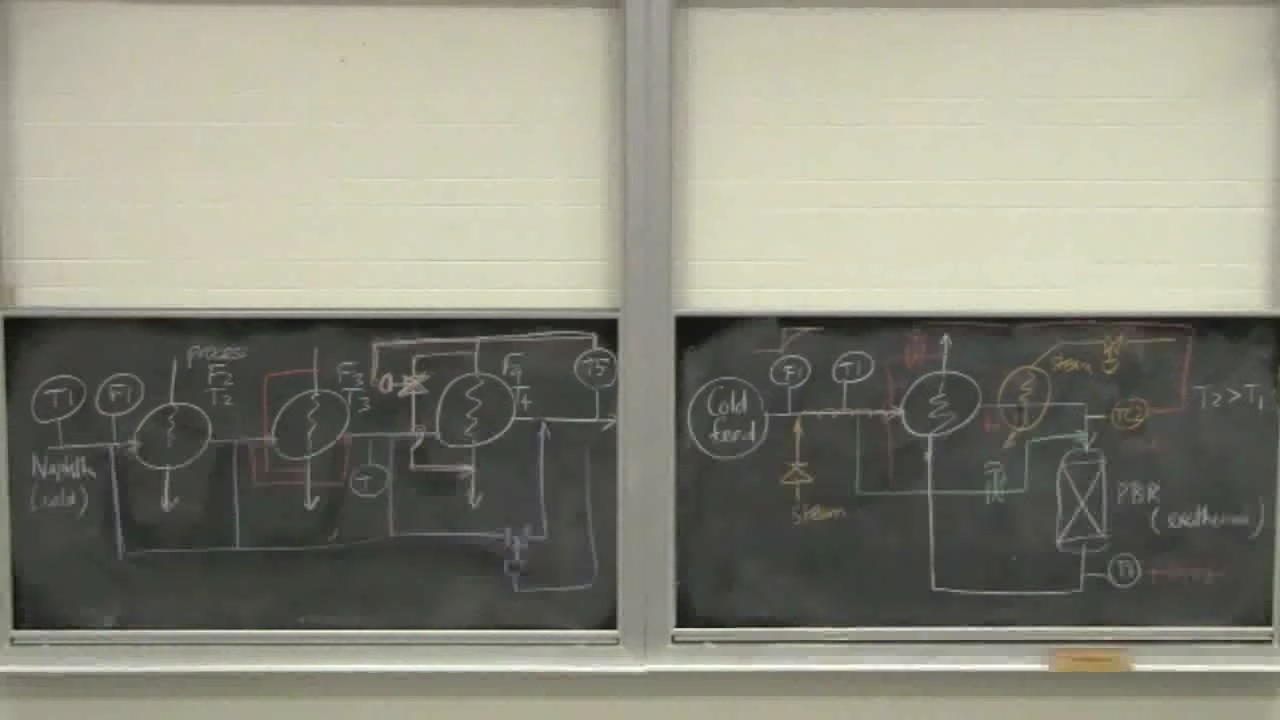 T1
F1
Naphtha
(cold)
process
F2
T2
F3
T3
T
F4
T4
T5
Cold
feed
F1
T1
steam
steam
TC2
T2 > T1
PBR
(exothermic)